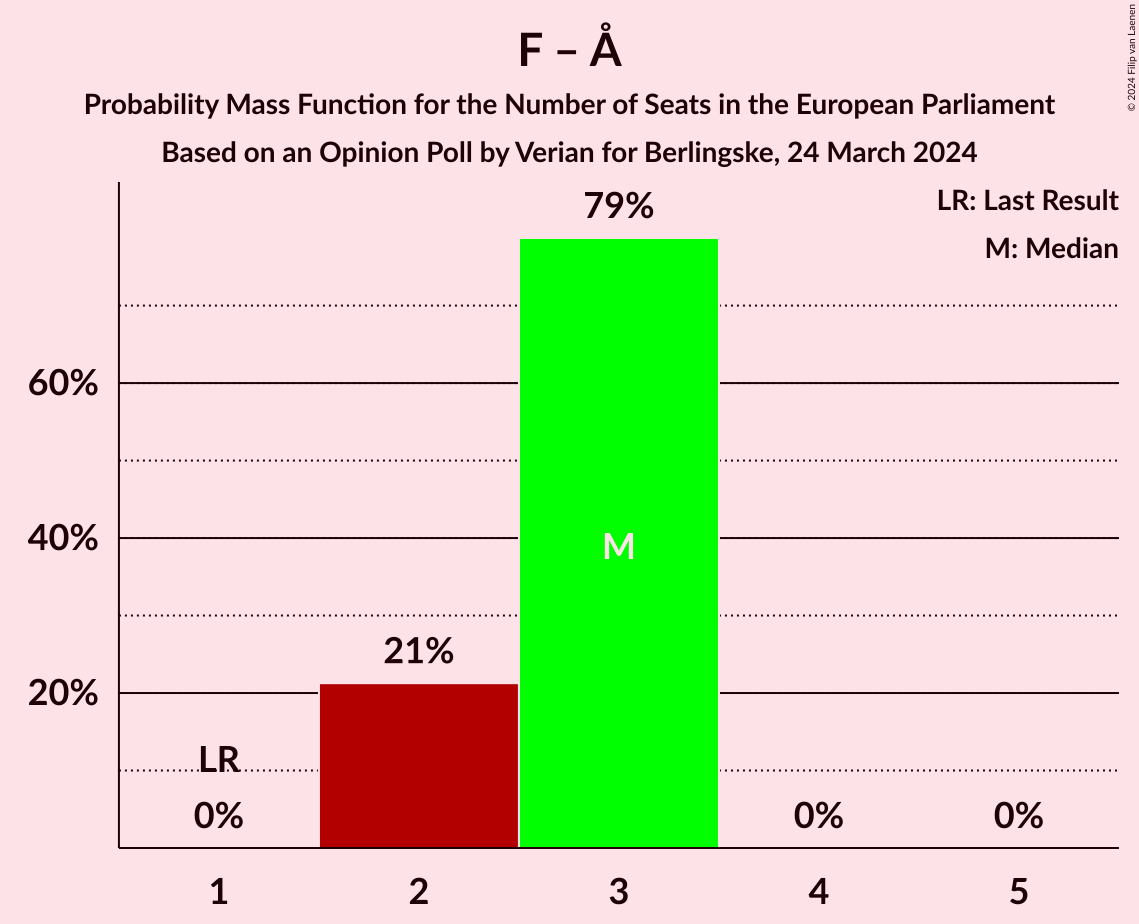 F – Å
Probability Mass Function for the Number of Seats in the European Parliament
Based on an Opinion Poll by Verian for Berlingske, 24 March 2024
© 2024 Filip van Laenen
LR: Last Result
M: Median
79%
60%
40%
M
21%
20%
LR
0%
0%
0%
1
2
3
4
5